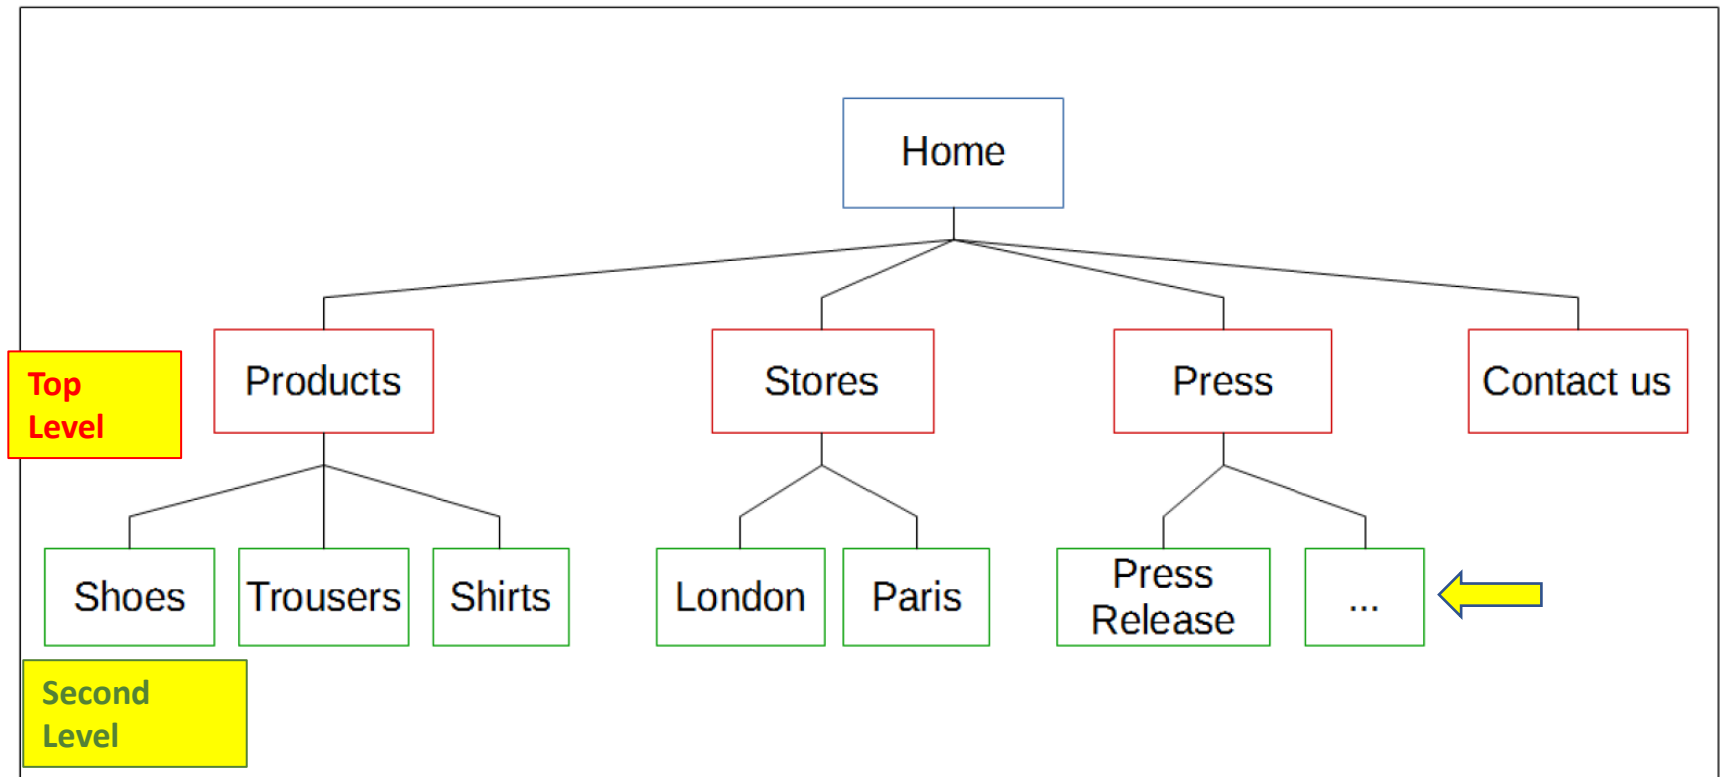 Home
Top
Level
Products
Stores
Press
Contact us
Shoes
Trousers
Shirts
London
Paris
Press
Release
...
Second
Level